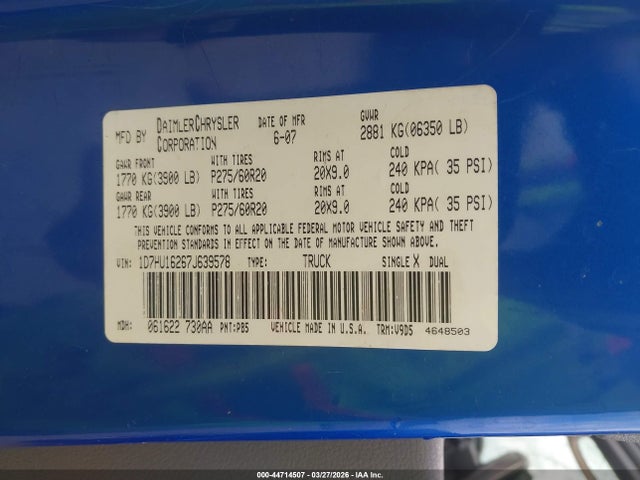 MFD BY DAIMLERCHRYSLER CORPORATION DATE OF MFR 6-07 GVWR 2881 KG(06350 LB)
GAWR FRONT WITH TIRES RIMS AT COLD
1770 KG(3900 LB) P275/60R20 20X9.0 240 KPA( 35 PSI)
GAWR REAR WITH TIRES RIMS AT COLD
1770 KG(3900 LB) P275/60R20 20X9.0 240 KPA( 35 PSI)
THIS VEHICLE CONFORMS TO ALL APPLICABLE FEDERAL MOTOR VEHICLE SAFETY AND THEFT
PREVENTION STANDARDS IN EFFECT ON THE DATE OF MANUFACTURE SHOWN ABOVE.
VIN: 1D7HU16267J639578 TYPE: TRUCK SINGLE X DUAL
MDH: 061622 730AA PNT:PB5 VEHICLE MADE IN U.S.A. TRM:V9D5 4648503
000-44714507 - 03/27/2026 - IAA Inc.